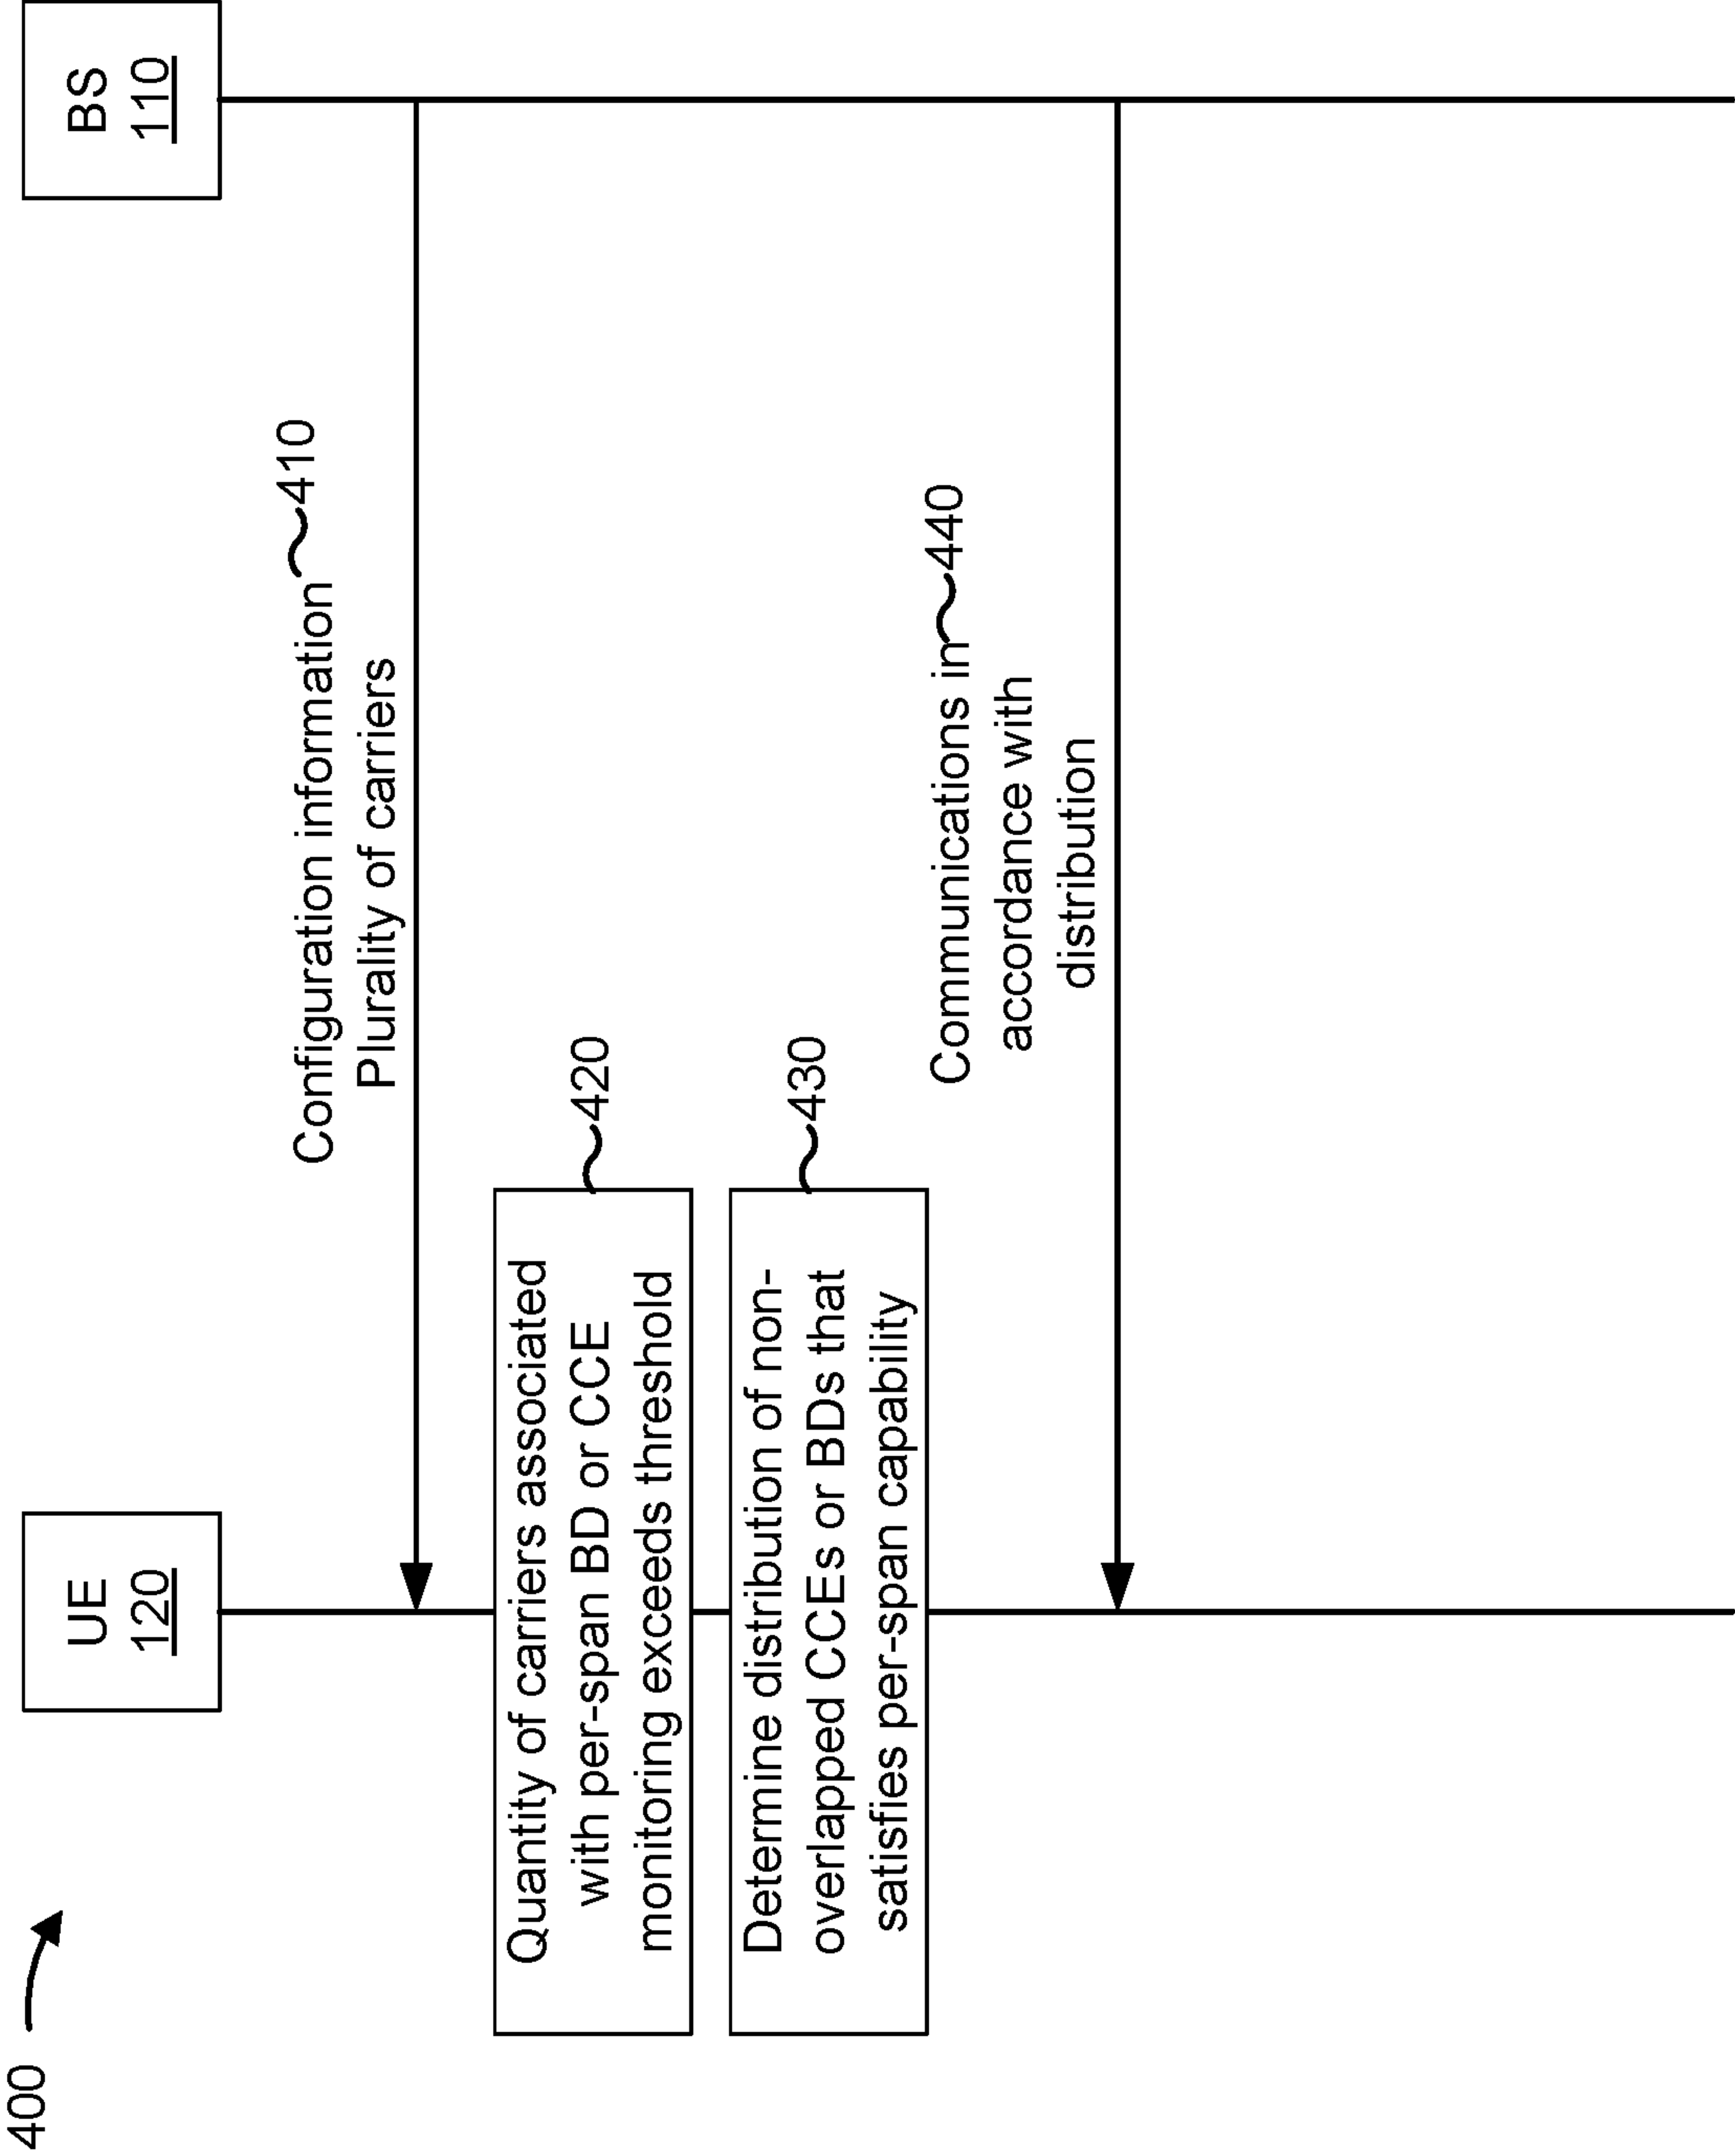 400
UE
120
BS
110
Configuration information
410
Plurality of carriers
Quantity of carriers associated
with per-span BD or CCE
monitoring exceeds threshold
420
Determine distribution of non-
overlapped CCEs or BDs that
satisfies per-span capability
430
Communications in
440
accordance with
distribution